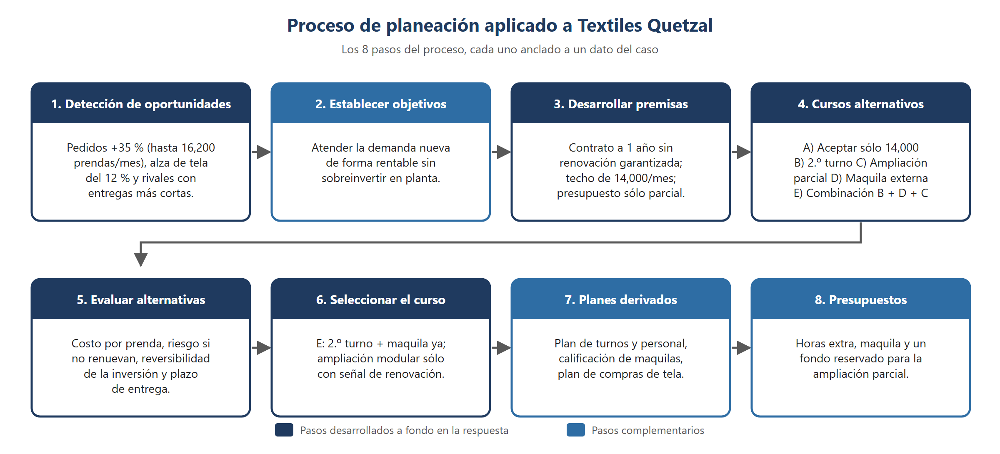 Proceso de planeación aplicado a Textiles Quetzal
Los 8 pasos del proceso, cada uno anclado a un dato del caso
1. Detección de oportunidades
Pedidos +35 % (hasta 16,200
prendas/mes), alza de tela
del 12 % y rivales con
entregas más cortas.
2. Establecer objetivos
Atender la demanda nueva
de forma rentable sin
sobreinvertir en planta.
3. Desarrollar premisas
Contrato a 1 año sin
renovación garantizada;
techo de 14,000/mes;
presupuesto sólo parcial.
4. Cursos alternativos
A) Aceptar sólo 14,000
B) 2.º turno C) Ampliación
parcial D) Maquila externa
E) Combinación B + D + C
5. Evaluar alternativas
Costo por prenda, riesgo si
no renuevan, reversibilidad
de la inversión y plazo
de entrega.
6. Seleccionar el curso
E: 2.º turno + maquila ya;
ampliación modular sólo
con señal de renovación.
7. Planes derivados
Plan de turnos y personal,
calificación de maquilas,
plan de compras de tela.
8. Presupuestos
Horas extra, maquila y un
fondo reservado para la
ampliación parcial.
Pasos desarrollados a fondo en la respuesta
Pasos complementarios